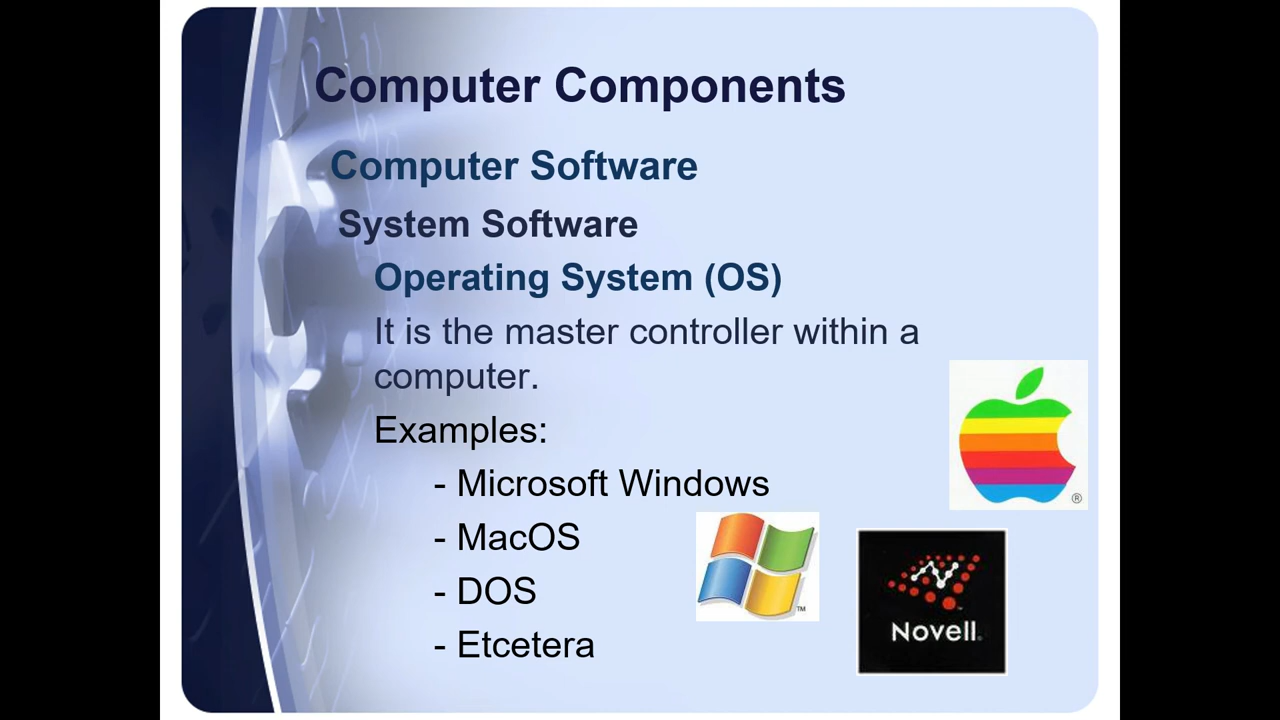 Computer Components
Computer Software
System Software
Operating System (OS)
It is the master controller within a
computer.
Examples:
- Microsoft Windows
- MacOS
- DOS
- Etcetera
®
TM
Novell®